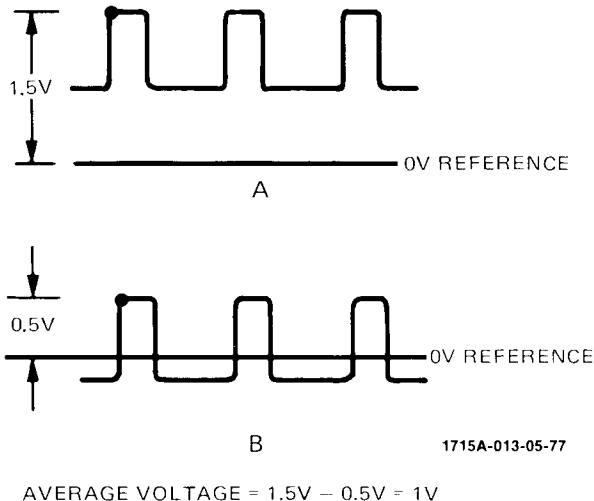 1.5V
0V REFERENCE
A
0.5V
0V REFERENCE
B
1715A-013-05-77
AVERAGE VOLTAGE = 1.5V – 0.5V = 1V